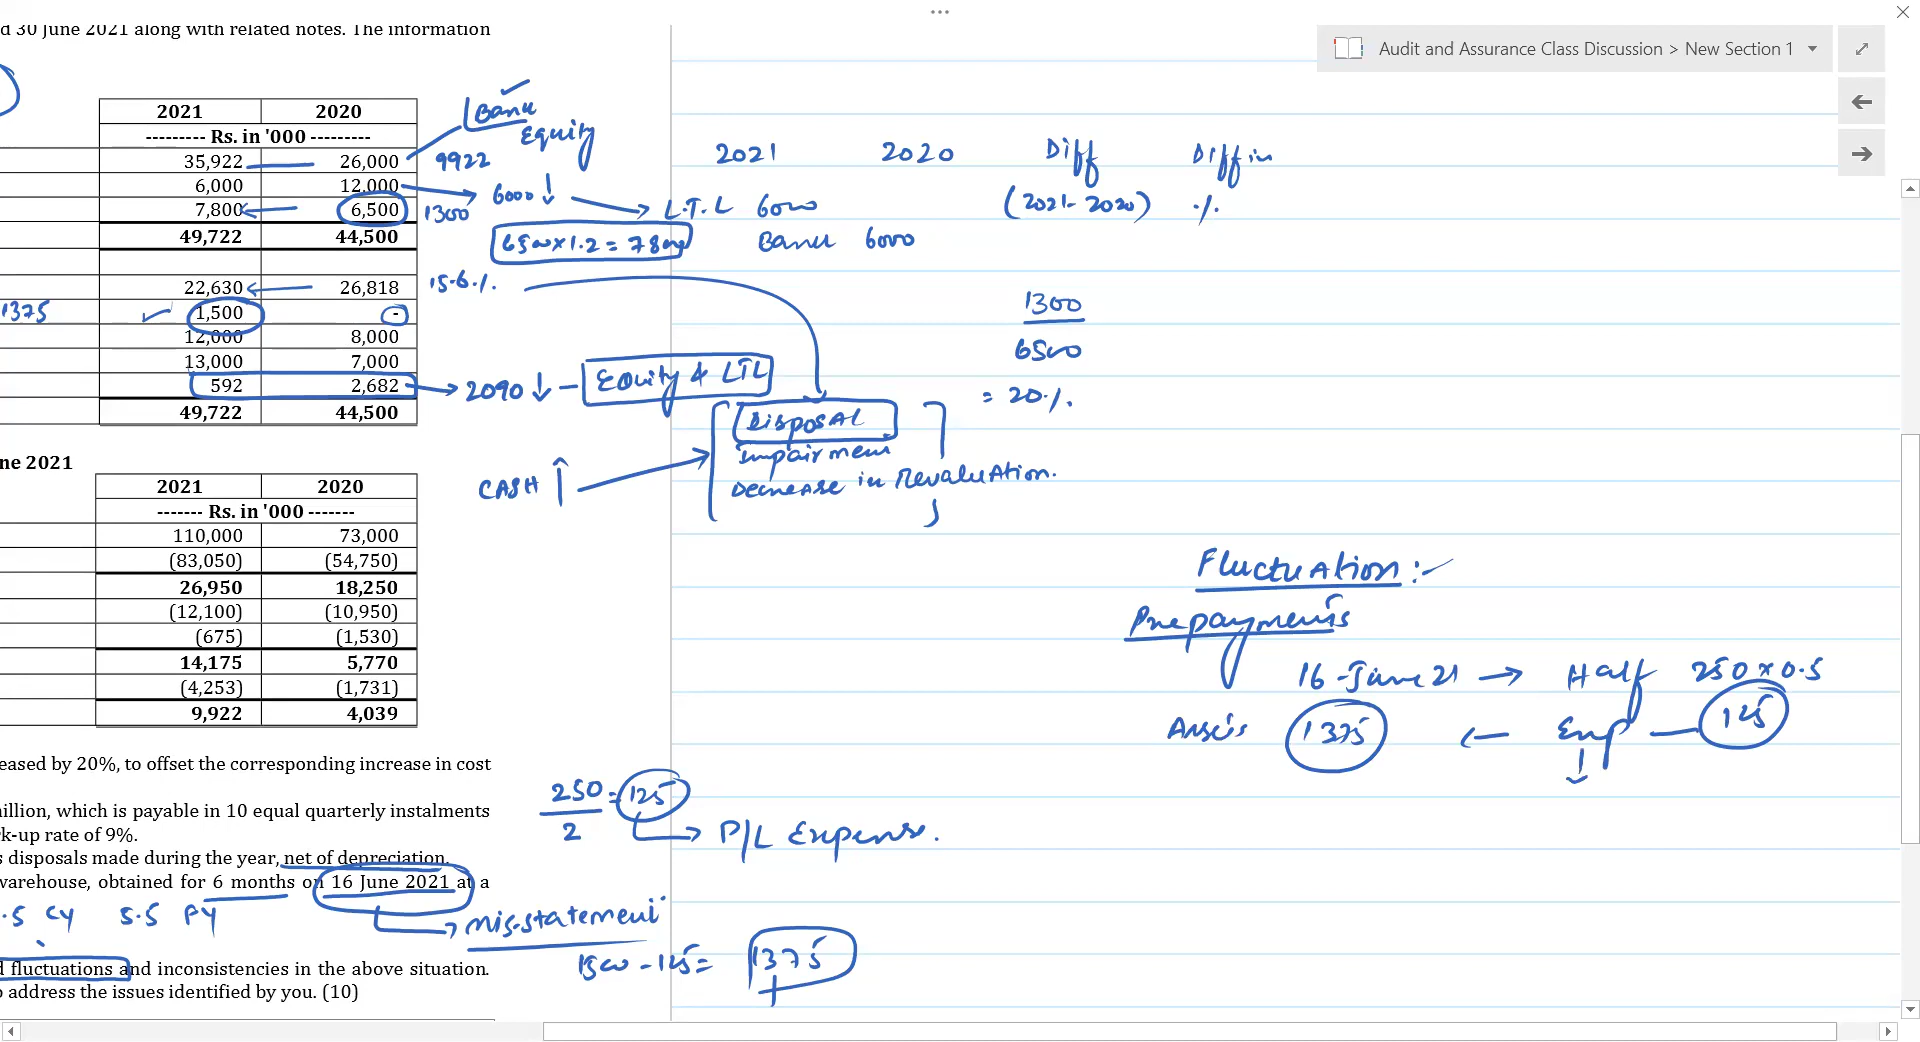 ...
d 30 June 2021 along with related notes. The information
Audit and Assurance Class Discussion > New Section 1
2021 2020
--------- Rs. in '000 ---------
35,922 26,000
6,000 12,000
7,800 6,500
49,722 44,500
22,630 26,818
1375 1,500 -
12,000 8,000
13,000 7,000
592 2,682
49,722 44,500
Bank
Equity
9922
6000 ↓ → L.T.L 6000
1300
6500 x 1.2 = 7800 Bank 6000
15.6.%
→ 2090 ↓ - Equity & LTL
Disposal
Impairment
Decrease in Revaluation.
CASH ↑
2021 2020 Diff Diff in
(2021 - 2020) %
1300
6500
= 20%.
ne 2021
2021 2020
------- Rs. in '000 -------
110,000 73,000
(83,050) (54,750)
26,950 18,250
(12,100) (10,950)
(675) (1,530)
14,175 5,770
(4,253) (1,731)
9,922 4,039
Fluctuation :-
Prepayments
16 - June 21 → Half 250 x 0.5
1375 ← Exp — 125
eased by 20%, to offset the corresponding increase in cost
illion, which is payable in 10 equal quarterly instalments
k-up rate of 9%.
s disposals made during the year, net of depreciation.
warehouse, obtained for 6 months on 16 June 2021 at a
250
2
= 125
→ P/L Expense.
.5 CY 5.5 PY
→ Mis-statement
1500 - 125 = 1375
d fluctuations and inconsistencies in the above situation.
o address the issues identified by you. (10)